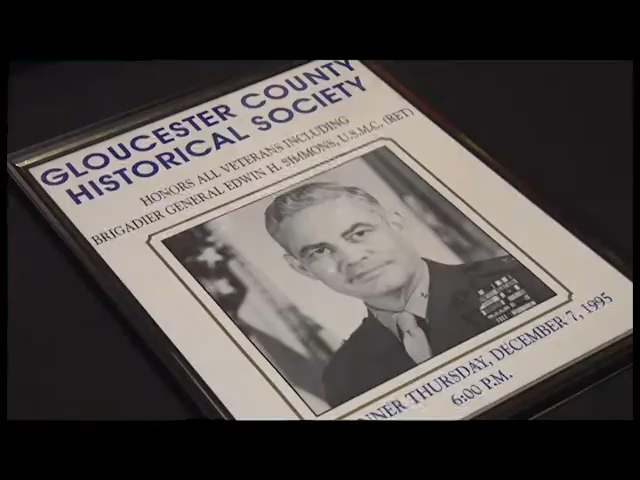 GLOUCESTER COUNTY
HISTORICAL SOCIETY
HONORS ALL VETERANS INCLUDING
BRIGADIER GENERAL EDWIN H. SIMMONS, U.S.M.C. (RET)
THURSDAY, DECEMBER 7, 1995
6:00 P.M.